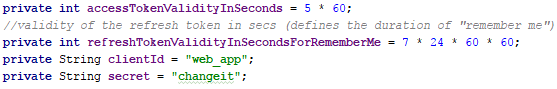 private int accessTokenValidityInSeconds = 5 * 60;
//validity of the refresh token in secs (defines the duration of "remember me")
private int refreshTokenValidityInSecondsForRememberMe = 7 * 24 * 60 * 60;
private String clientId = "web_app";
private String secret = "changeit";